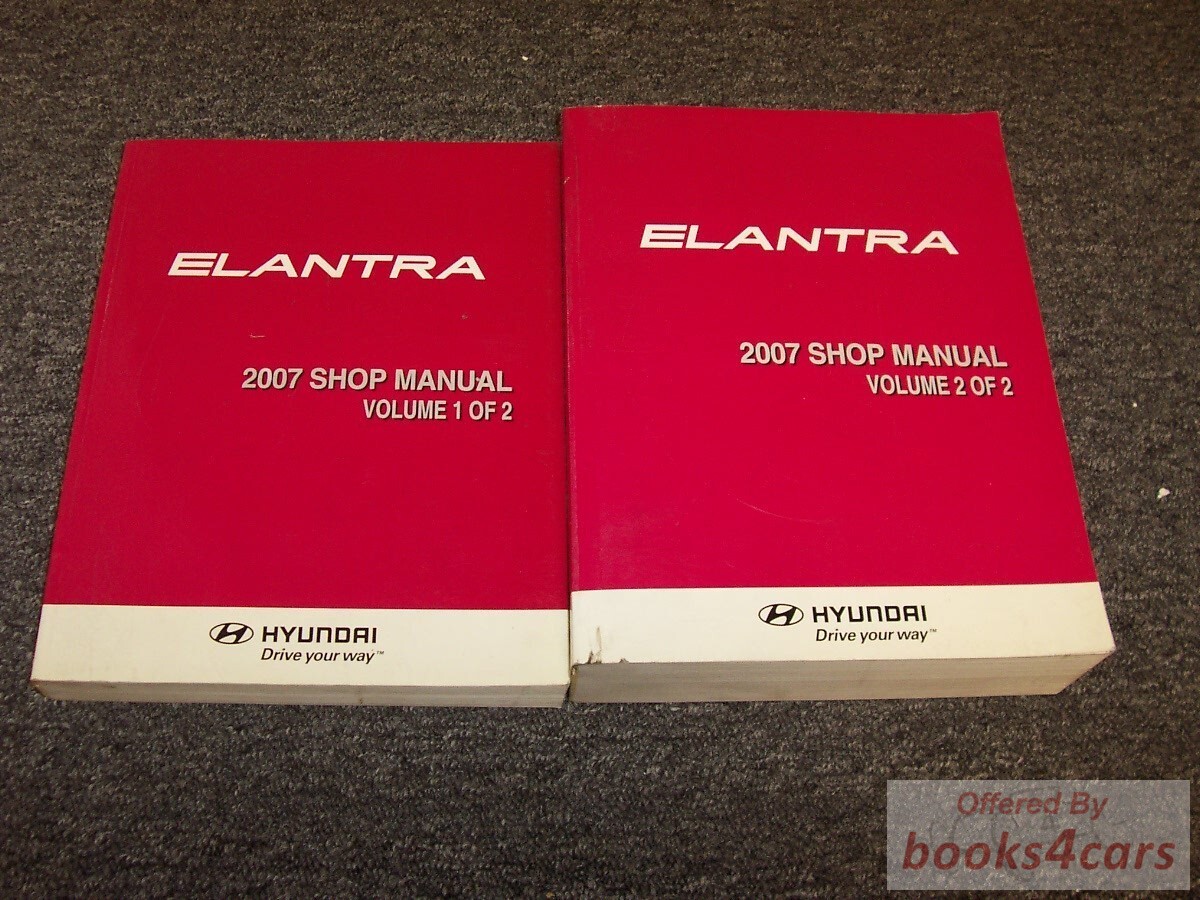 ELANTRA
2007 SHOP MANUAL
VOLUME 1 OF 2
HYUNDAI
Drive your way™
ELANTRA
2007 SHOP MANUAL
VOLUME 2 OF 2
HYUNDAI
Drive your way™
Offered By
books4cars